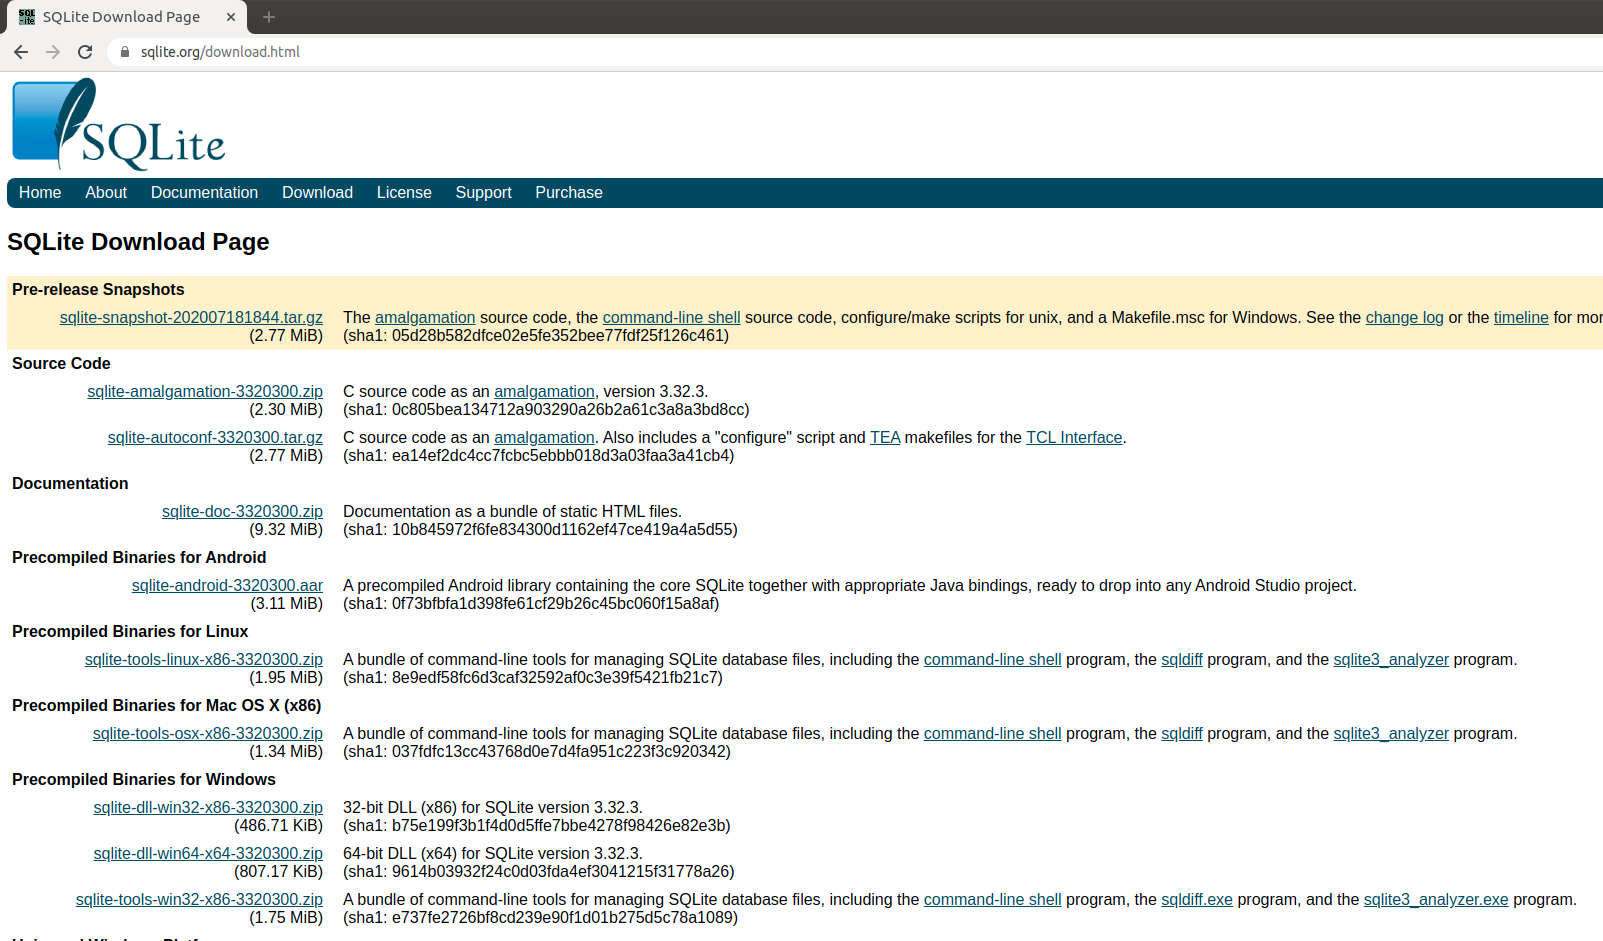 SQLite Download Page
sqlite.org/download.html
SQLite
Home About Documentation Download License Support Purchase
SQLite Download Page
Pre-release Snapshots
sqlite-snapshot-202007181844.tar.gz The amalgamation source code, the command-line shell source code, configure/make scripts for unix, and a Makefile.msc for Windows. See the change log or the timeline for mor
(2.77 MiB) (sha1: 05d28b582dfce02e5fe352bee77fdf25f126c461)
Source Code
sqlite-amalgamation-3320300.zip C source code as an amalgamation, version 3.32.3.
(2.30 MiB) (sha1: 0c805bea134712a903290a26b2a61c3a8a3bd8cc)
sqlite-autoconf-3320300.tar.gz C source code as an amalgamation. Also includes a "configure" script and TEA makefiles for the TCL Interface.
(2.77 MiB) (sha1: ea14ef2dc4cc7fcbc5ebbb018d3a03faa3a41cb4)
Documentation
sqlite-doc-3320300.zip Documentation as a bundle of static HTML files.
(9.32 MiB) (sha1: 10b845972f6fe834300d1162ef47ce419a4a5d55)
Precompiled Binaries for Android
sqlite-android-3320300.aar A precompiled Android library containing the core SQLite together with appropriate Java bindings, ready to drop into any Android Studio project.
(3.11 MiB) (sha1: 0f73bfbfa1d398fe61cf29b26c45bc060f15a8af)
Precompiled Binaries for Linux
sqlite-tools-linux-x86-3320300.zip A bundle of command-line tools for managing SQLite database files, including the command-line shell program, the sqldiff program, and the sqlite3_analyzer program.
(1.95 MiB) (sha1: 8e9edf58fc6d3caf32592af0c3e39f5421fb21c7)
Precompiled Binaries for Mac OS X (x86)
sqlite-tools-osx-x86-3320300.zip A bundle of command-line tools for managing SQLite database files, including the command-line shell program, the sqldiff program, and the sqlite3_analyzer program.
(1.34 MiB) (sha1: 037fdfc13cc43768d0e7d4fa951c223f3c920342)
Precompiled Binaries for Windows
sqlite-dll-win32-x86-3320300.zip 32-bit DLL (x86) for SQLite version 3.32.3.
(486.71 KiB) (sha1: b75e199f3b1f4d0d5ffe7bbe4278f98426e82e3b)
sqlite-dll-win64-x64-3320300.zip 64-bit DLL (x64) for SQLite version 3.32.3.
(807.17 KiB) (sha1: 9614b03932f24c0d03fda4ef3041215f31778a26)
sqlite-tools-win32-x86-3320300.zip A bundle of command-line tools for managing SQLite database files, including the command-line shell program, the sqldiff.exe program, and the sqlite3_analyzer.exe program.
(1.75 MiB) (sha1: e737fe2726bf8cd239e90f1d01b275d5c78a1089)